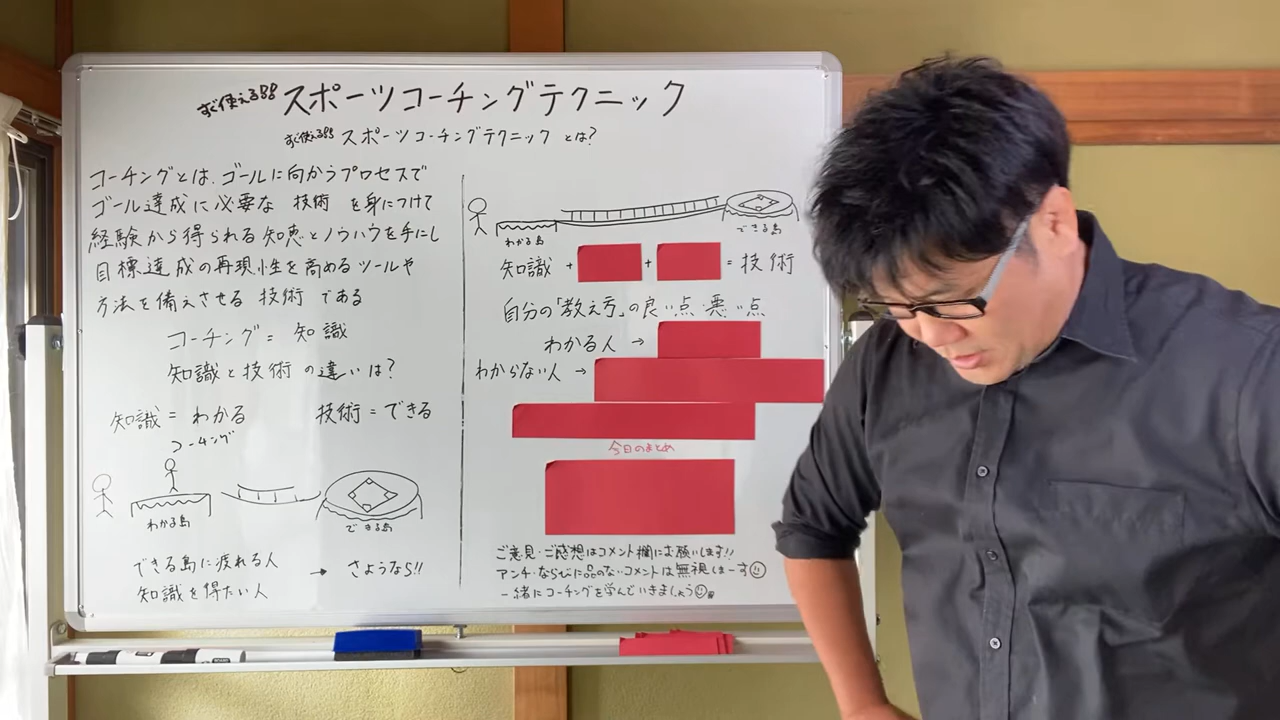 すぐ使える!!スポーツコーチングテクニック
すぐ使える!!スポーツコーチングテクニックとは?
コーチングとは、ゴールに向かうプロセスで
ゴール達成に必要な 技術 を身につけて
経験から得られる知恵とノウハウを手にし
目標達成の再現性を高めるツールや
方法を備えさせる 技術 である
コーチング = 知識
知識と技術の違いは?
知識 = わかる 技術 = できる
コーチング
わかる島
できる島
できる島に疲れる人
知識を得たい人
→ さようなら!!
わかる島
できる島
知識 + + = 技術
自分の「教え方」の良い点・悪い点
わかる人 →
わからない人 →
今日のまとめ
ご意見・ご感想はコメント欄にお願いします!!
アンチ・ならびに品のないコメントは無視しまーす
一緒にコーチングを学んでいきましょう